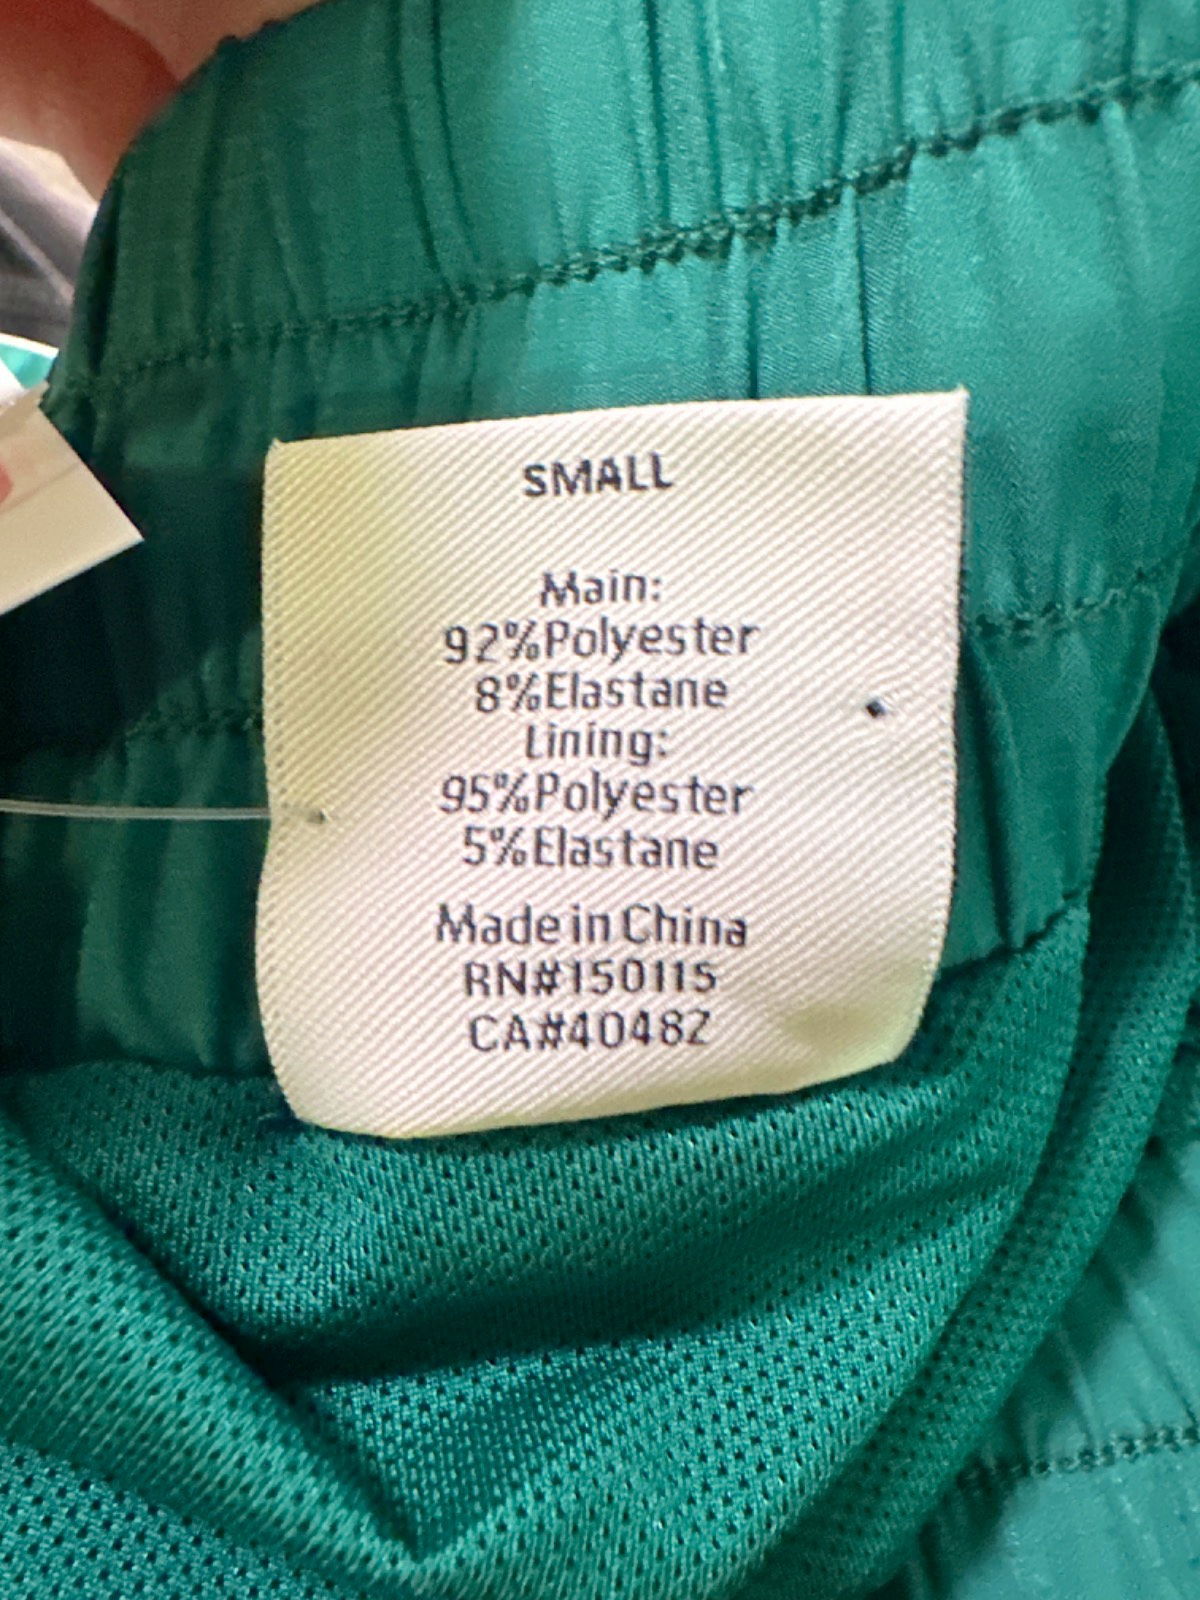 SMALL
Main:
92%Polyester
8%Elastane
Lining:
95%Polyester
5%Elastane
Made in China
RN#150115
CA#40482